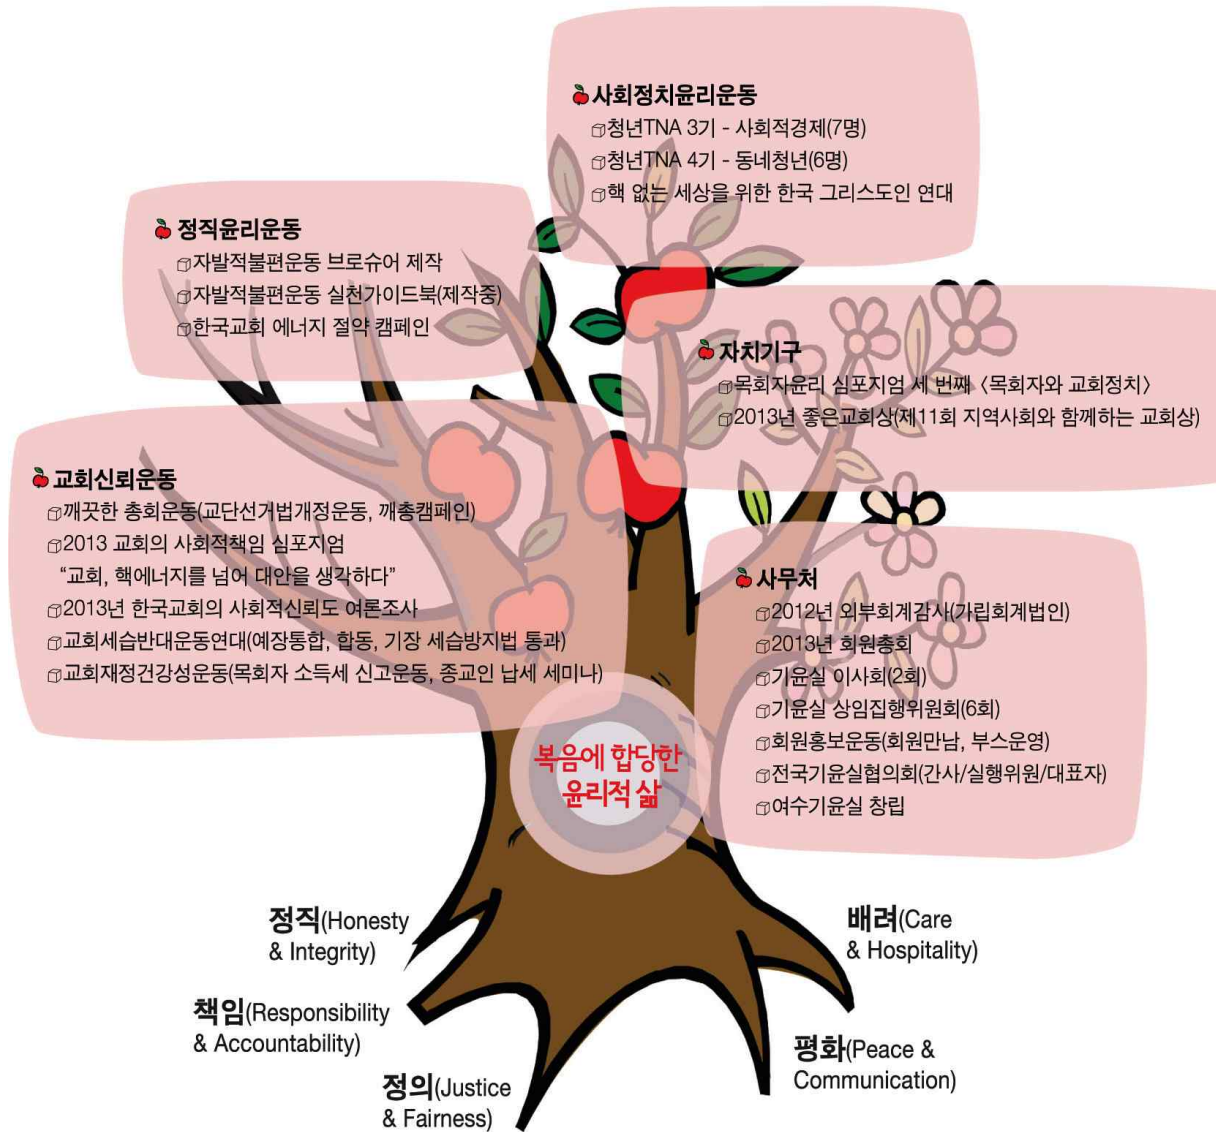 사회정치윤리운동
청년TNA 3기 - 사회적경제(7명)
청년TNA 4기 - 동네청년(6명)
핵 없는 세상을 위한 한국 그리스도인 연대
정직윤리운동
자발적불편운동 브로슈어 제작
자발적불편운동 실천가이드북(제작중)
한국교회 에너지 절약 캠페인
자치기구
목회자윤리 심포지엄 세 번째 〈목회자와 교회정치〉
2013년 좋은교회상(제11회 지역사회와 함께하는 교회상)
교회신뢰운동
깨끗한 총회운동(교단선거법개정운동, 깨총캠페인)
2013 교회의 사회적책임 심포지엄
“교회, 핵에너지를 넘어 대안을 생각하다”
2013년 한국교회의 사회적신뢰도 여론조사
교회세습반대운동연대(예장통합, 합동, 기장 세습방지법 통과)
교회재정건강성운동(목회자 소득세 신고운동, 종교인 납세 세미나)
사무처
2012년 외부회계감사(가립회계법인)
2013년 회원총회
기윤실 이사회(2회)
기윤실 상임집행위원회(6회)
회원홍보운동(회원만남, 부스운영)
전국기윤실협의회(간사/실행위원/대표자)
여수기윤실 창립
복음에 합당한
윤리적 삶
정직(Honesty
& Integrity)
책임(Responsibility
& Accountability)
정의(Justice
& Fairness)
배려(Care
& Hospitality)
평화(Peace &
Communication)